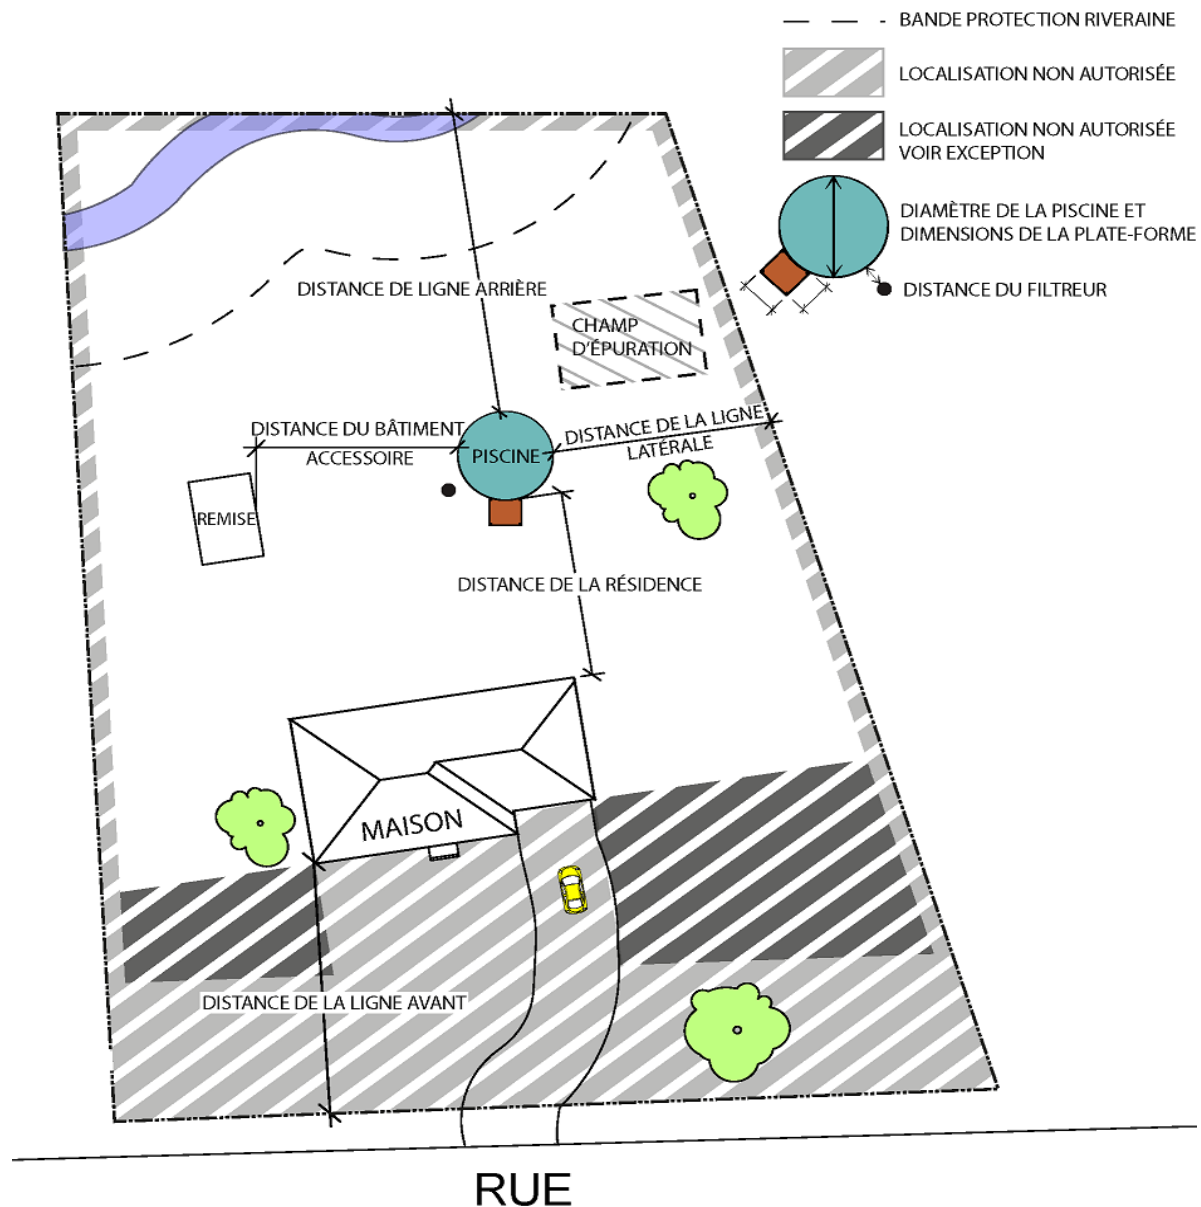 BANDE PROTECTION RIVERAINE
LOCALISATION NON AUTORISÉE
LOCALISATION NON AUTORISÉE
VOIR EXCEPTION
DIAMÈTRE DE LA PISCINE ET
DIMENSIONS DE LA PLATE-FORME
DISTANCE DU FILTREUR
DISTANCE DE LIGNE ARRIÈRE
CHAMP
D'ÉPURATION
DISTANCE DU BÂTIMENT
ACCESSOIRE
PISCINE
DISTANCE DE LA LIGNE
LATÉRALE
REMISE
DISTANCE DE LA RÉSIDENCE
MAISON
DISTANCE DE LA LIGNE AVANT
RUE